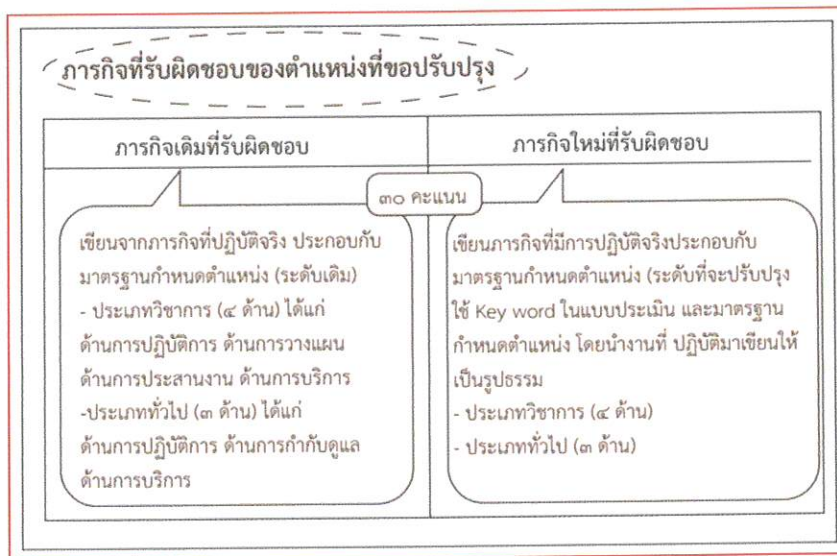 ภารกิจที่รับผิดชอบของตำแหน่งที่ขอปรับปรุง
ภารกิจเดิมที่รับผิดชอบ
ภารกิจใหม่ที่รับผิดชอบ
๓๐ คะแนน
เขียนจากภารกิจที่ปฏิบัติจริง ประกอบกับ
มาตรฐานกำหนดตำแหน่ง (ระดับเดิม)
- ประเภทวิชาการ (๔ ด้าน) ได้แก่
ด้านการปฏิบัติการ ด้านการวางแผน
ด้านการประสานงาน ด้านการบริการ
-ประเภททั่วไป (๓ ด้าน) ได้แก่
ด้านการปฏิบัติการ ด้านการกำกับดูแล
ด้านการบริการ
เขียนภารกิจที่มีการปฏิบัติจริงประกอบกับ
มาตรฐานกำหนดตำแหน่ง (ระดับที่จะปรับปรุง
ใช้ Key word ในแบบประเมิน และมาตรฐาน
กำหนดตำแหน่ง โดยนำงานที่ ปฏิบัติมาเขียนให้
เป็นรูปธรรม
- ประเภทวิชาการ (๔ ด้าน)
- ประเภททั่วไป (๓ ด้าน)